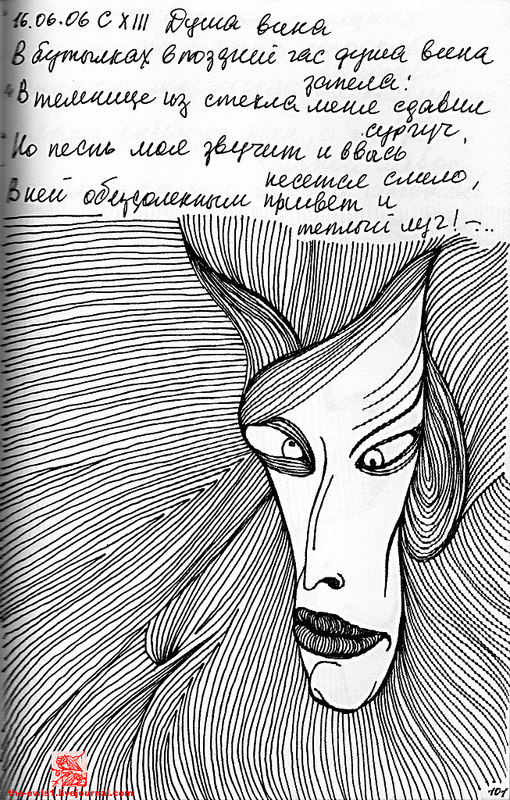 16.06.06 С XIII Душа вина
В бутылках в поздний час душа вина
запела:
В темнице из стекла меня сдавил
сургуч,
Но песнь моя звучит и ввысь
несется смело,
В ней обездоленным привет и
теплый луч! –...
101